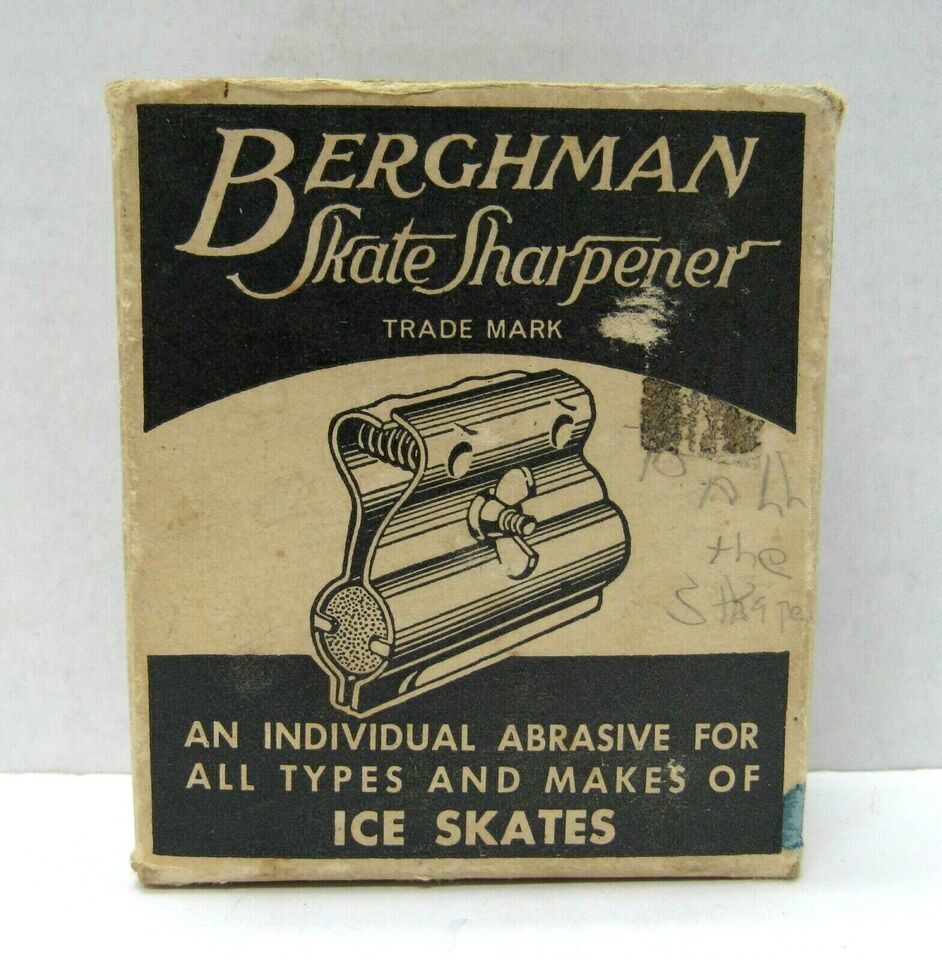 BERGHMAN
Skate Sharpener
TRADE MARK
the
AN INDIVIDUAL ABRASIVE FOR
ALL TYPES AND MAKES OF
ICE SKATES